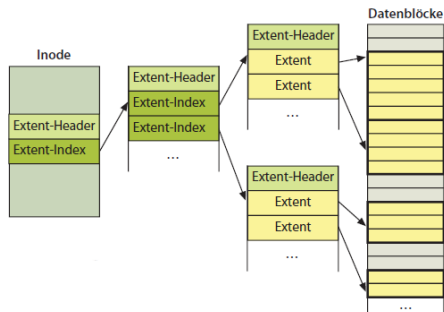 Inode
Extent-Header
Extent-Index
Extent-Header
Extent-Index
Extent-Index
...
Extent-Header
Extent
Extent
...
Extent-Header
Extent
Extent
...
Datenblöcke
...